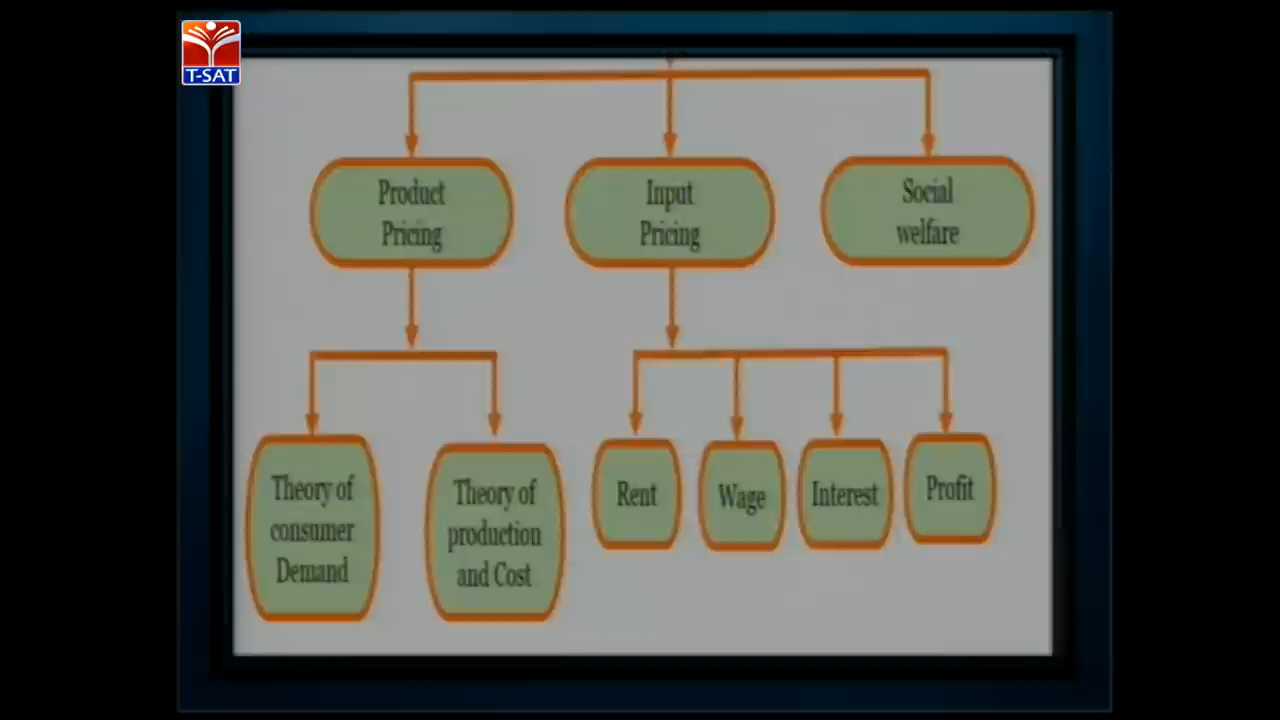 T-SAT
Product
Pricing
Input
Pricing
Social
welfare
Theory of
consumer
Demand
Theory of
production
and Cost
Rent
Wage
Interest
Profit